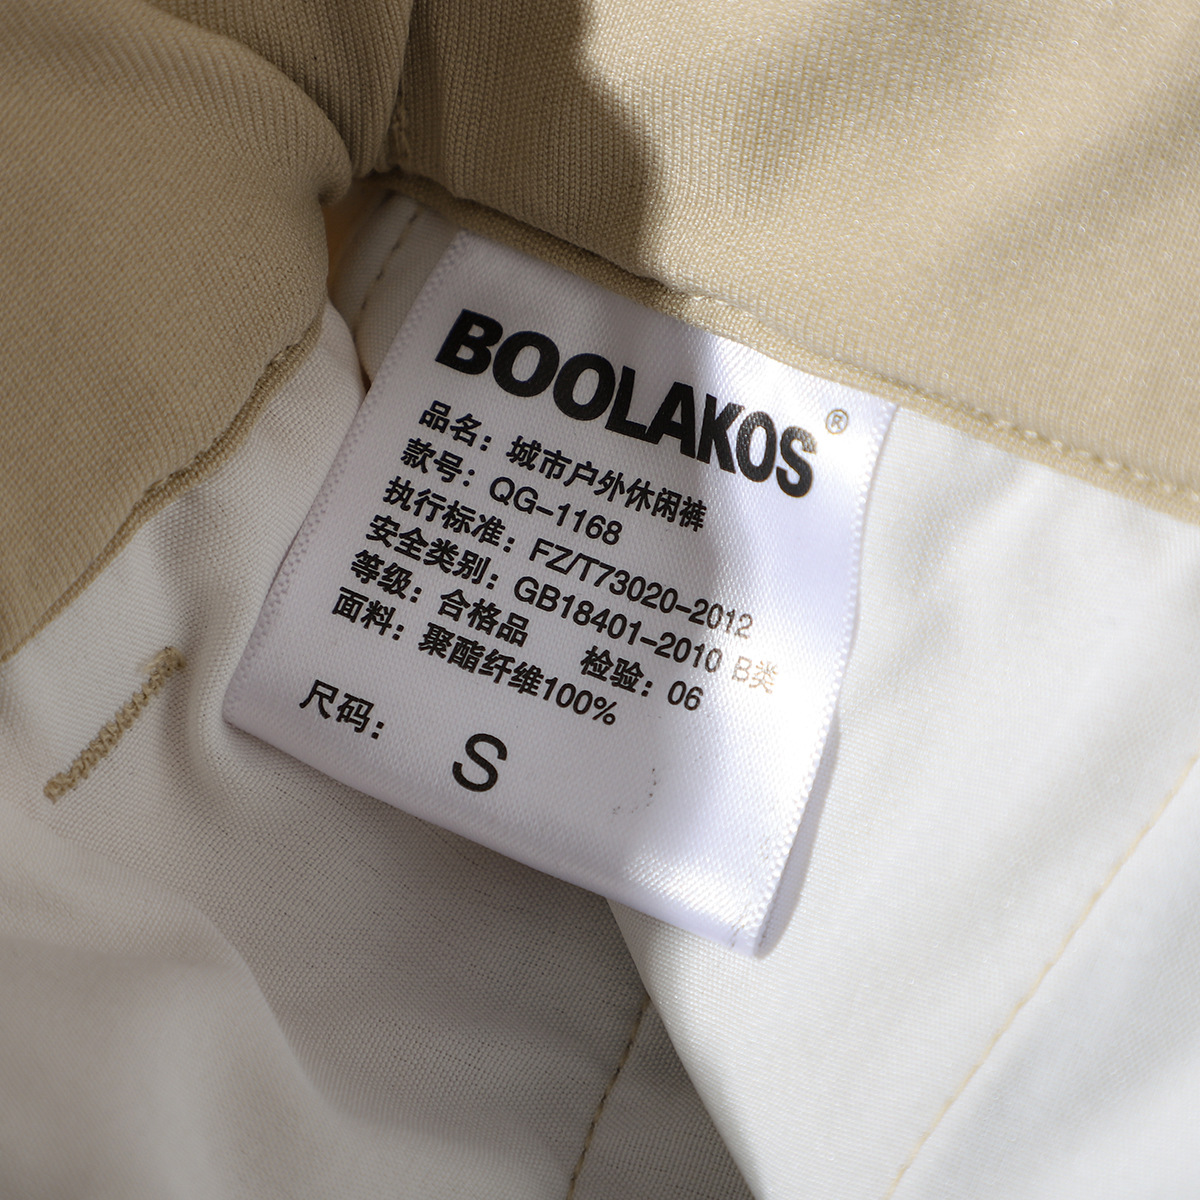 BOOLAKOS®
品名：城市户外休闲裤
款号：QG-1168
执行标准：FZ/T73020-2012
安全类别：GB18401-2010 B类
等级：合格品 检验：06
面料：聚酯纤维100%
尺码： S